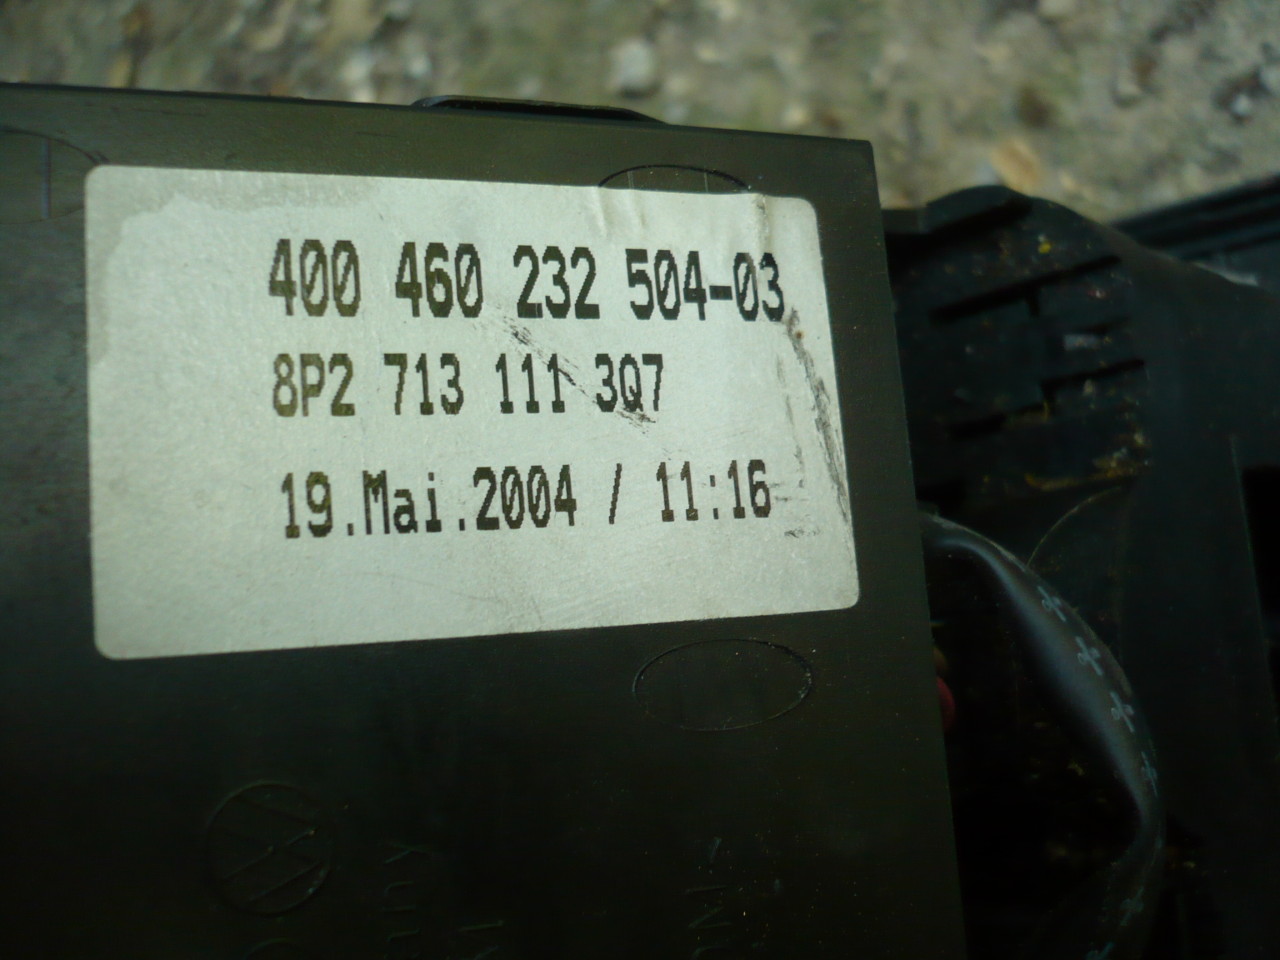 400 460 232 504-03
8P2 713 111 3Q7
19.Mai.2004 / 11:16